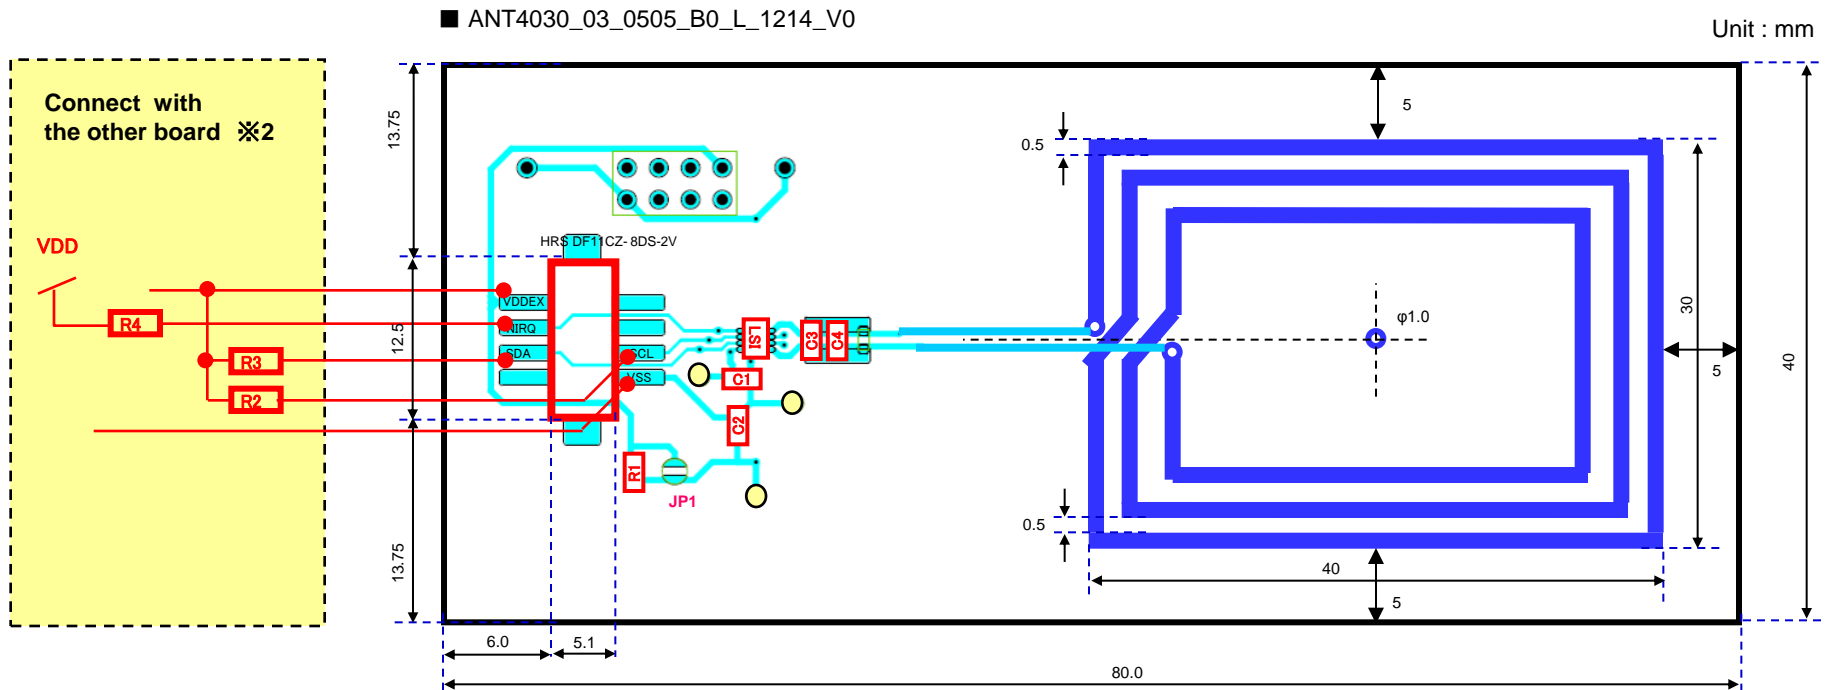 ■ ANT4030_03_0505_B0_L_1214_V0
Unit : mm
Connect with
the other board ※2
VDD
R4
R3
R2
13.75
12.5
13.75
HRS DF11CZ- 8DS-2V
VDDEX
NIRQ
SDA
SCL
VSS
LSI
C3
C4
C1
C2
R1
JP1
0.5
5
φ1.0
30
5
40
0.5
40
5
6.0
5.1
80.0